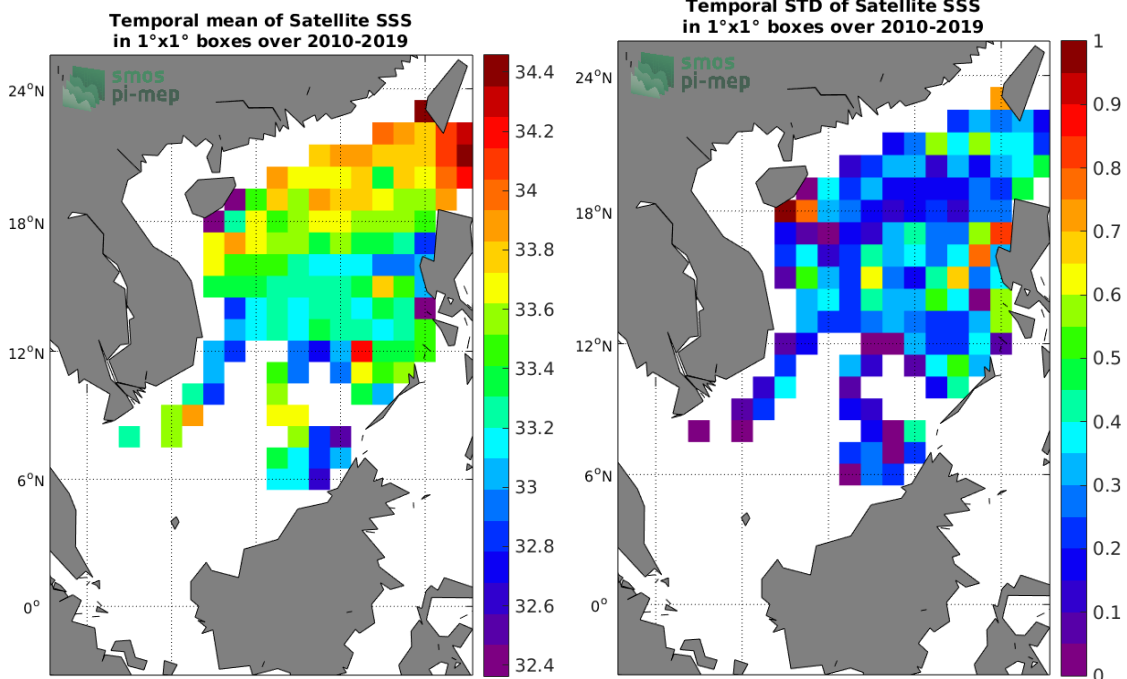 Temporal mean of Satellite SSS
in 1°x1° boxes over 2010-2019
smos
pi-mep
24°N
18°N
12°N
6°N
0°
34.4
34.2
34
33.8
33.6
33.4
33.2
33
32.8
32.6
32.4
Temporal STD of Satellite SSS
in 1°x1° boxes over 2010-2019
smos
pi-mep
24°N
18°N
12°N
6°N
0°
1
0.9
0.8
0.7
0.6
0.5
0.4
0.3
0.2
0.1
0